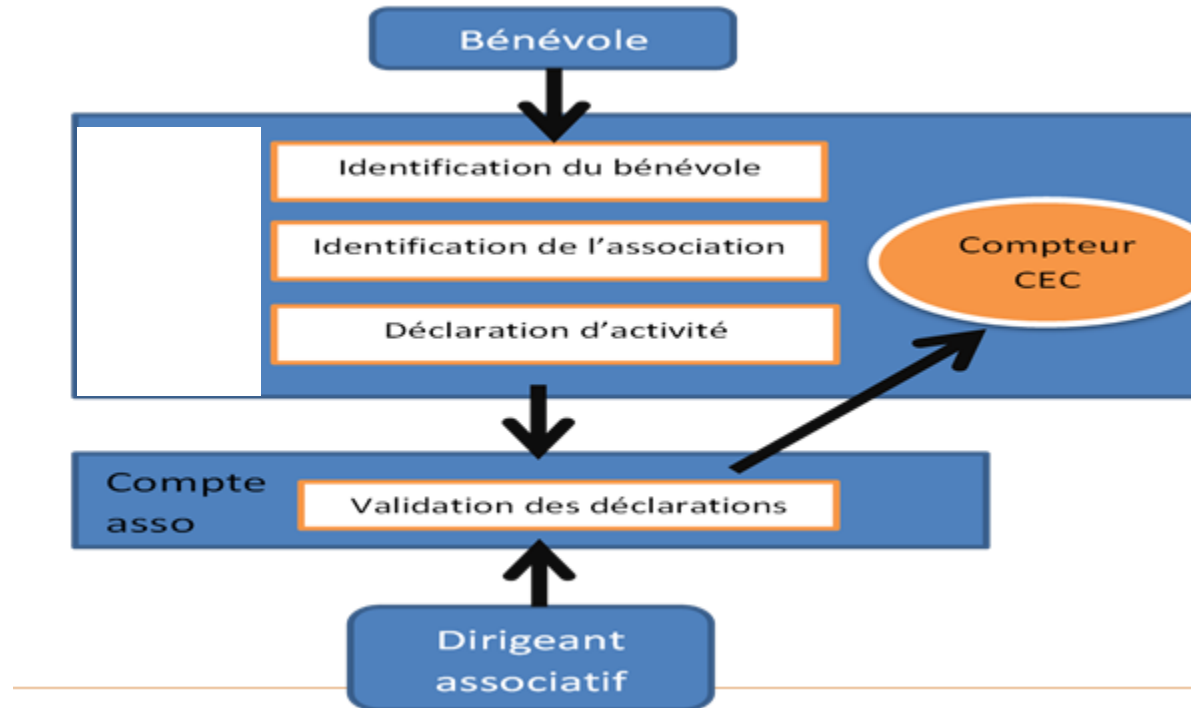 Bénévole
Identification du bénévole
Identification de l’association
Déclaration d’activité
Compteur
CEC
Compte
asso
Validation des déclarations
Dirigeant
associatif